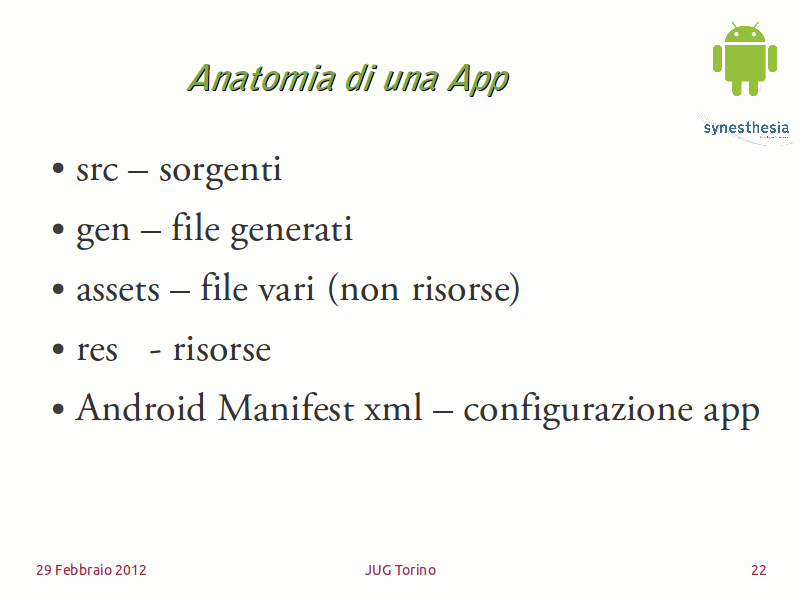 Anatomia di una App
synesthesia
• src – sorgenti
• gen – file generati
• assets – file vari (non risorse)
• res - risorse
• Android Manifest xml – configurazione app
29 Febbraio 2012
JUG Torino
22